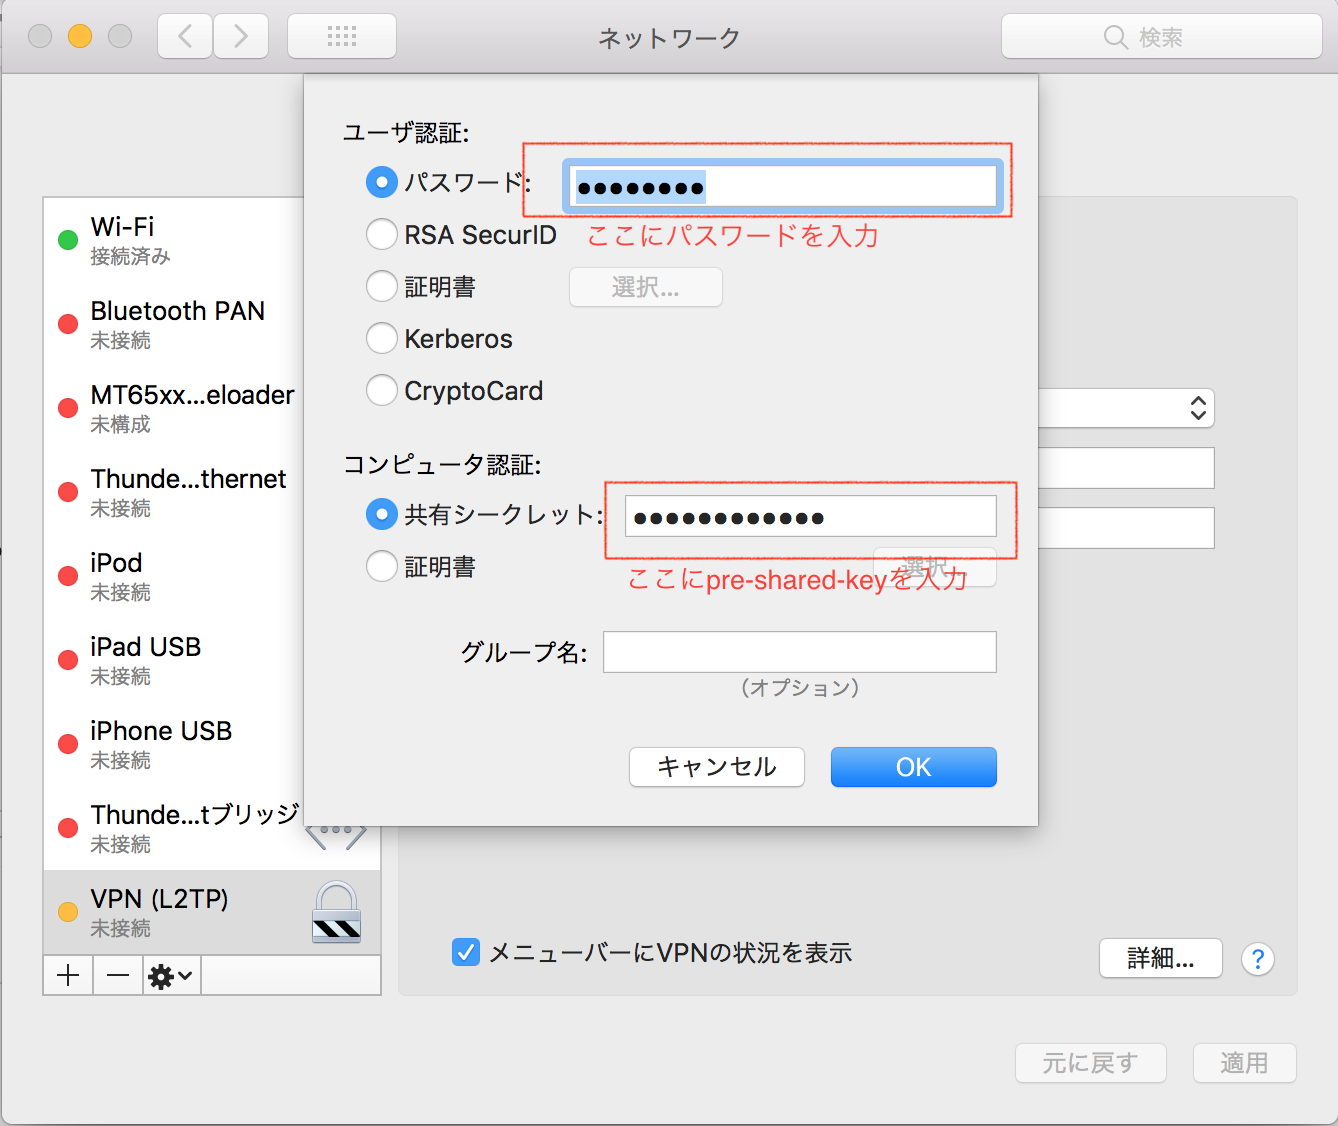 ネットワーク
検索
ユーザ認証:
パスワード:
●●●●●●●●
ここにパスワードを入力
RSA SecurID
証明書
選択...
Kerberos
CryptoCard
コンピュータ認証:
共有シークレット:
●●●●●●●●●●●●
ここにpre-shared-keyを入力
証明書
選択...
グループ名:
(オプション)
キャンセル
OK
Wi-Fi
接続済み
Bluetooth PAN
未接続
MT65xx...eloader
未構成
Thunde...thernet
未接続
iPod
未接続
iPad USB
未接続
iPhone USB
未接続
Thunde...tブリッジ
未接続
VPN (L2TP)
未接続
メニューバーにVPNの状況を表示
詳細...
?
元に戻す
適用